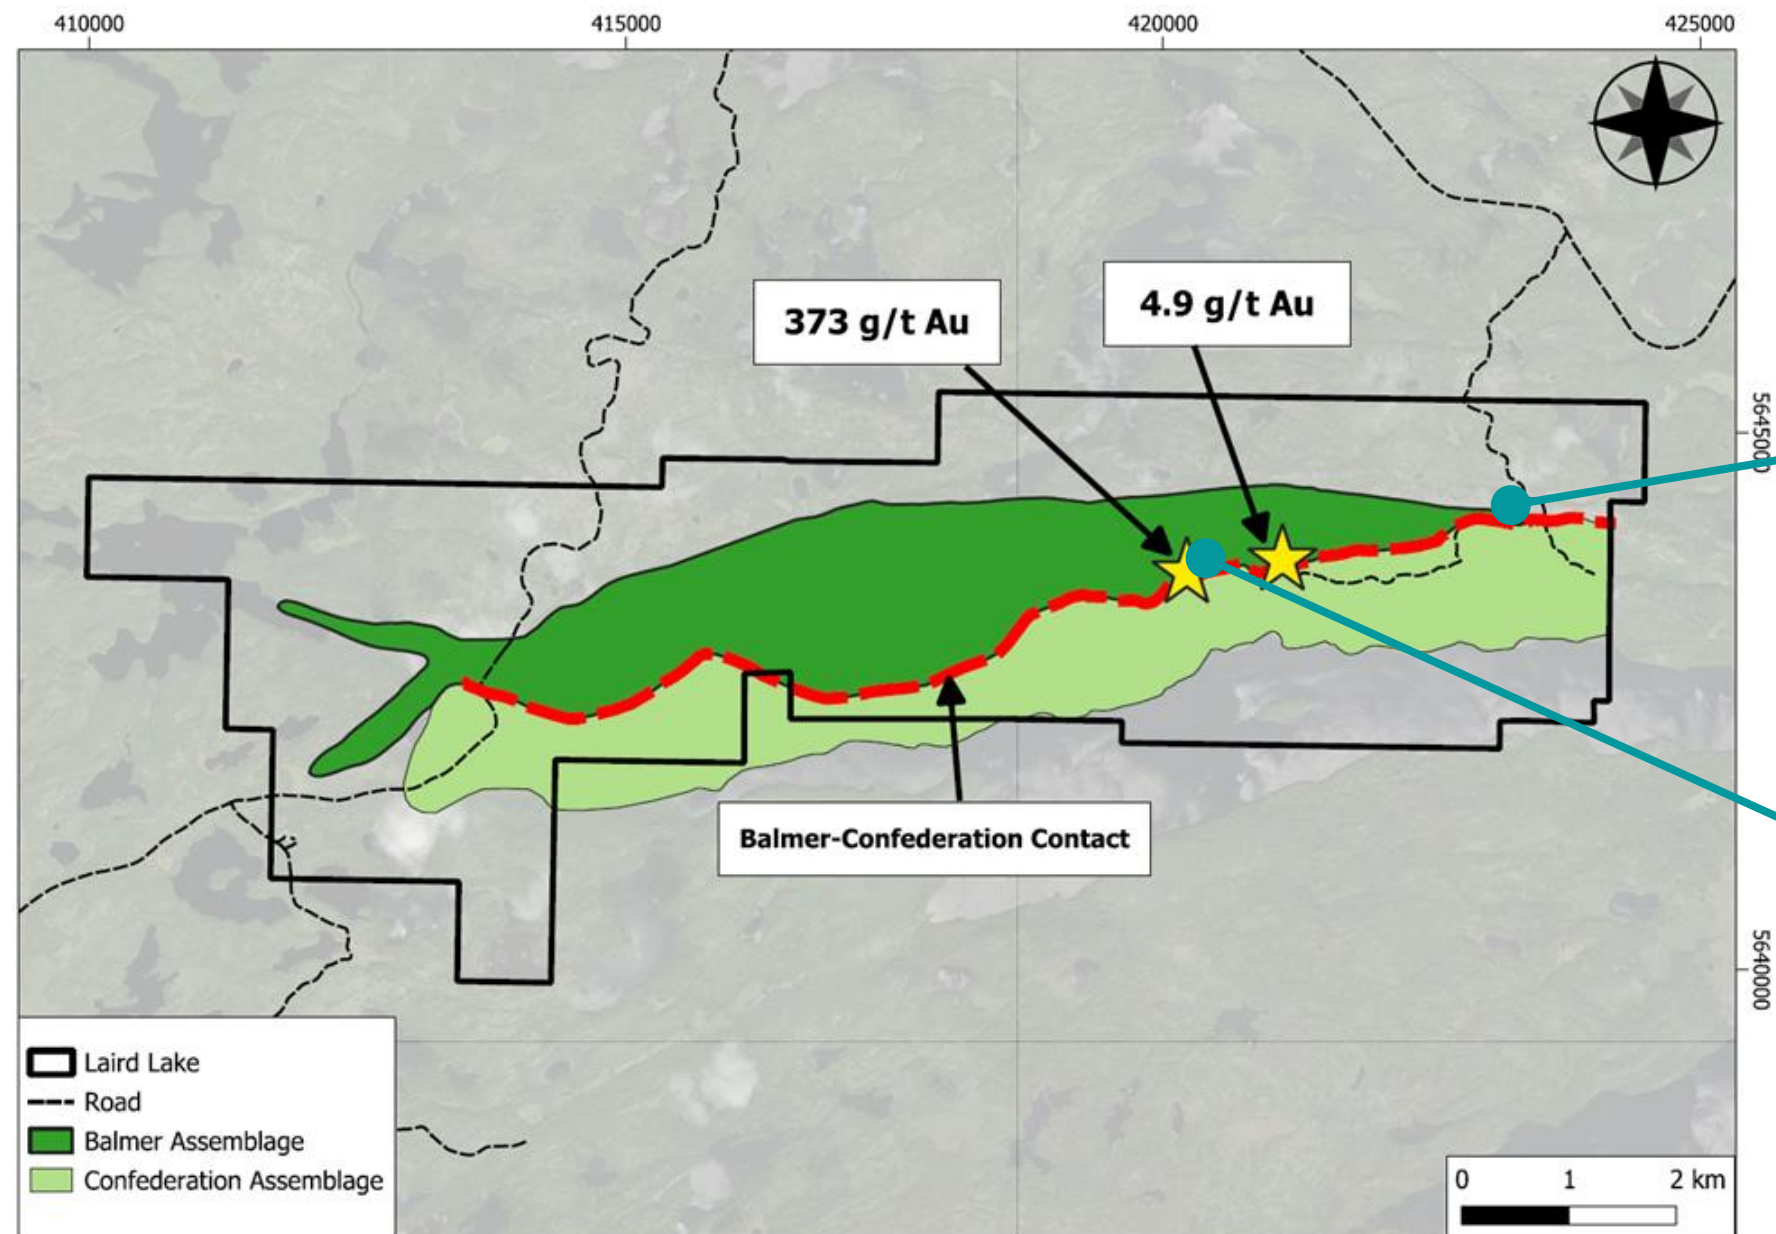 410000 415000 420000 425000
373 g/t Au
4.9 g/t Au
5645000
Balmer-Confederation Contact
5640000
Laird Lake
Road
Balmer Assemblage
Confederation Assemblage
0 1 2 km